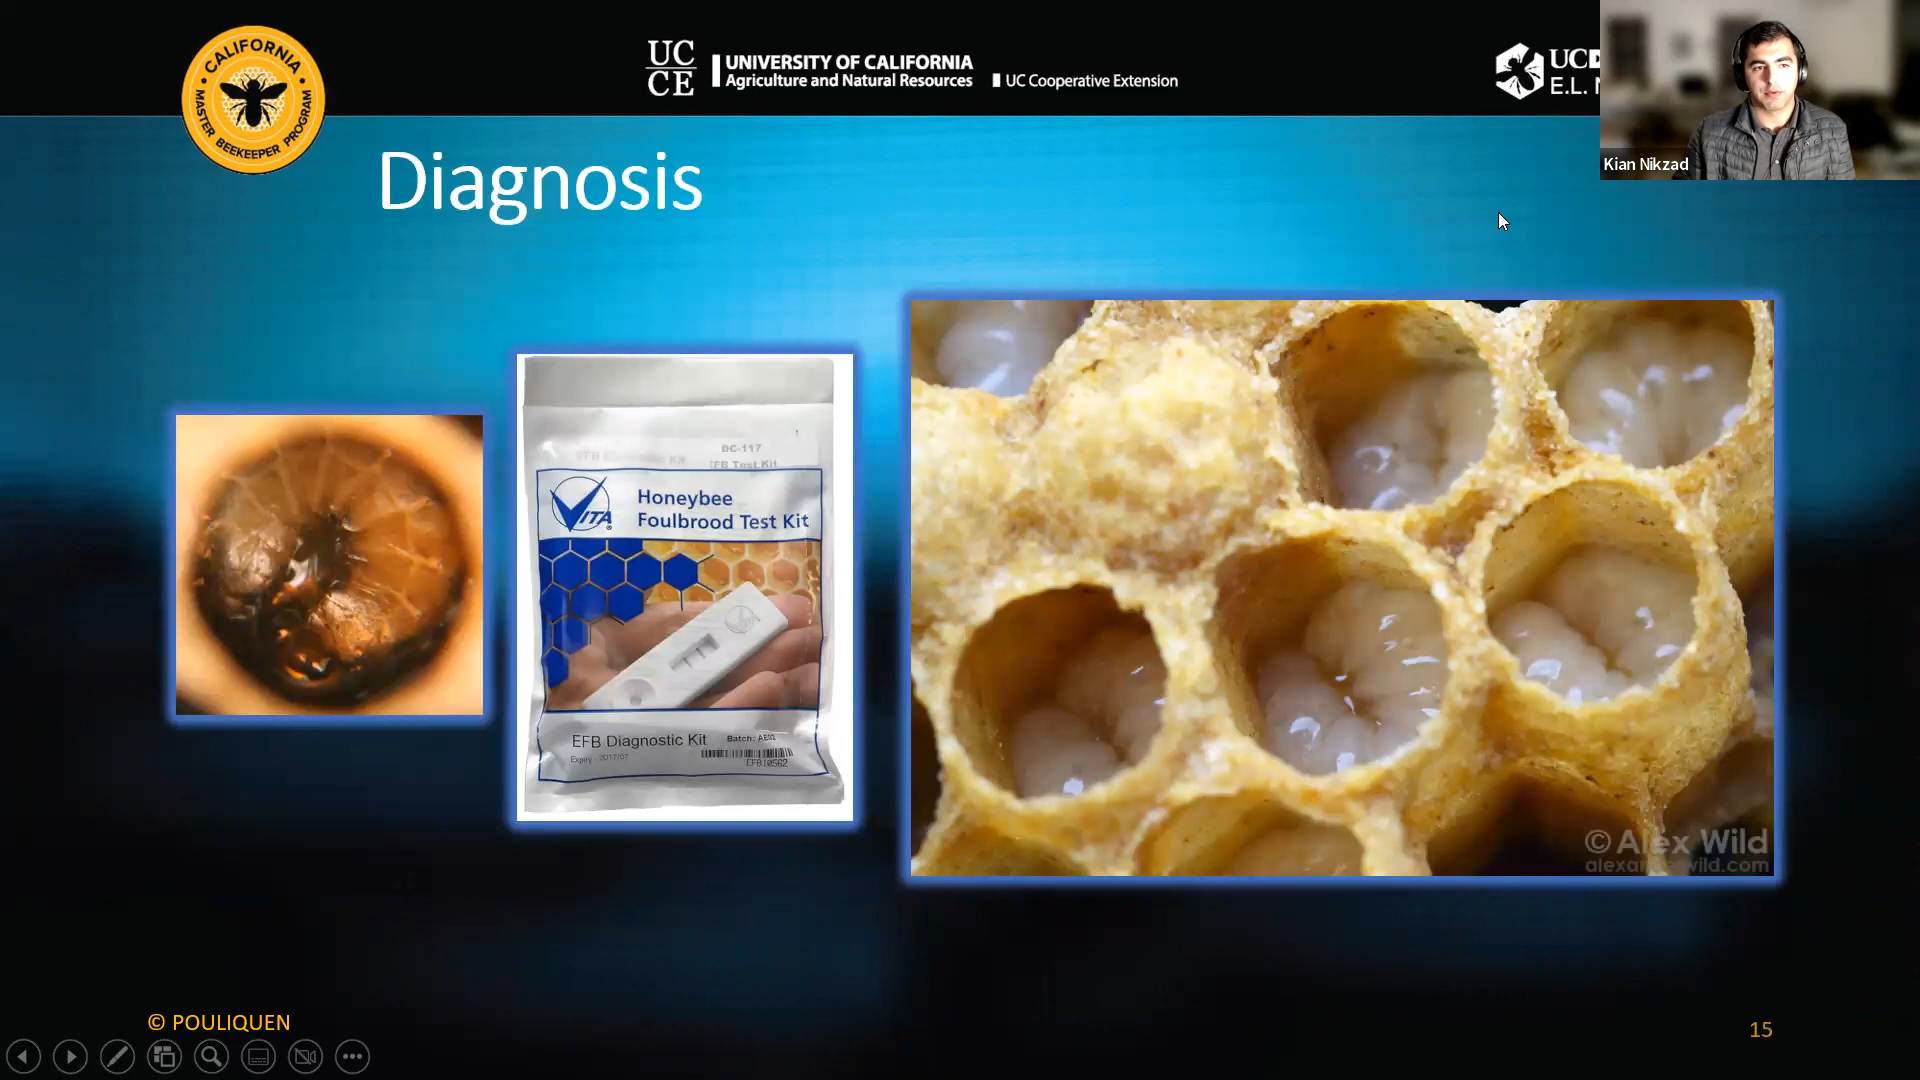 CALIFORNIA
MASTER BEEKEEPER PROGRAM
UC
CE
UNIVERSITY OF CALIFORNIA
Agriculture and Natural Resources
UC Cooperative Extension
E.L.
Kian Nikzad
Diagnosis
DC-117
EFB Test Kit
VITA
Honeybee
Foulbrood Test Kit
EFB Diagnostic Kit
Batch: AE02
Expiry - 2017/07
EFB10562
© Alex Wild
alexanderwild.com
© POULIQUEN
15